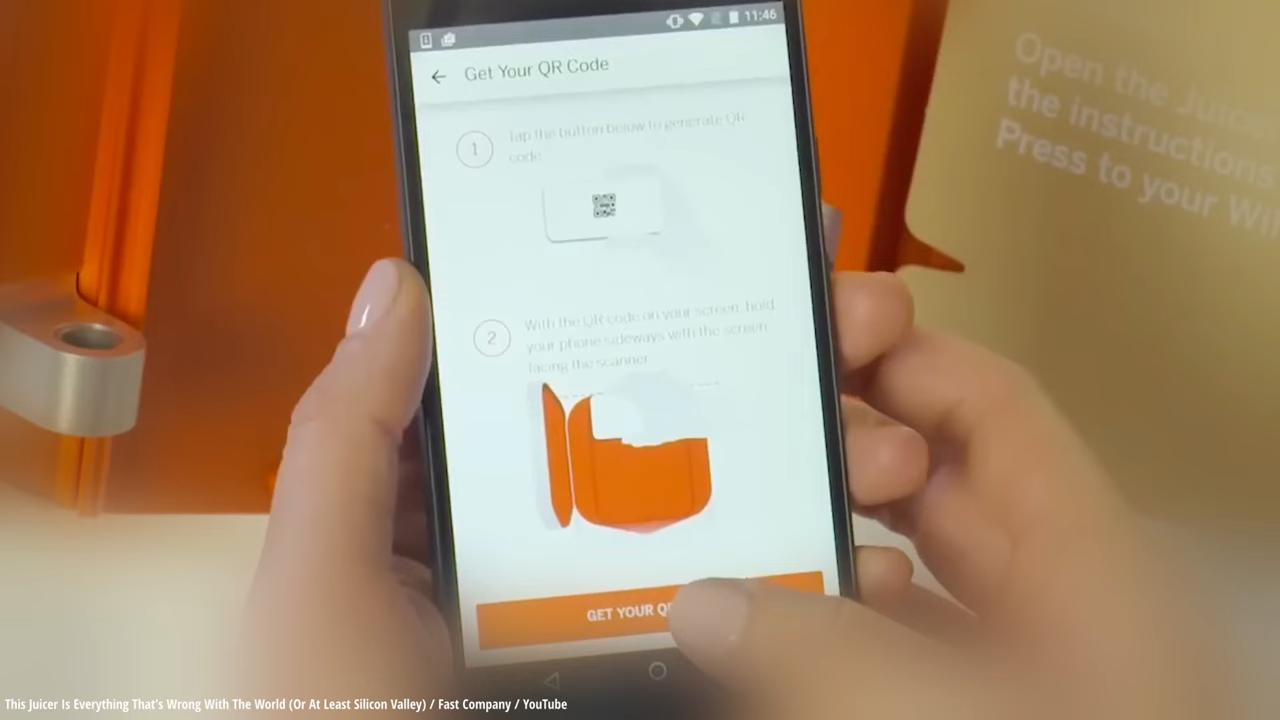 11:46
Get Your QR Code
1
Tap the button below to generate QR
code.
2
With the QR code on your screen, hold
your phone sideways with the screen
facing the scanner.
GET YOUR
Open the
the instructions
Press to your
This Juicer Is Everything That's Wrong With The World (Or At Least Silicon Valley) / Fast Company / YouTube